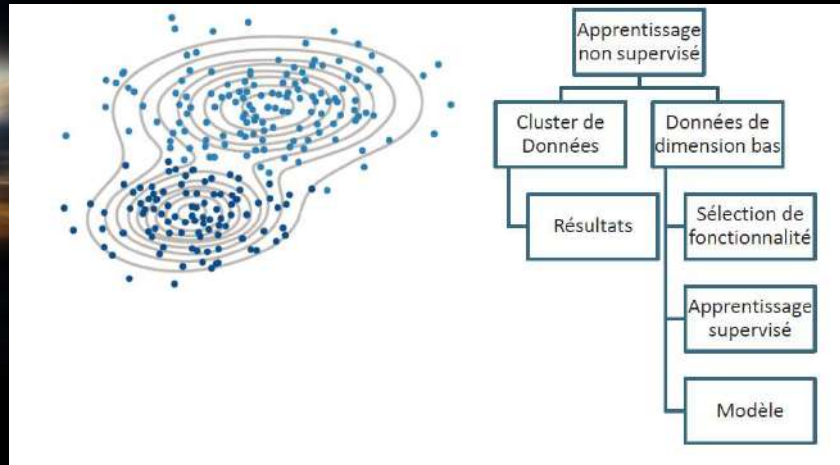 Apprentissage
non supervisé
Cluster de
Données
Données de
dimension bas
Résultats
Sélection de
fonctionnalité
Apprentissage
supervisé
Modèle